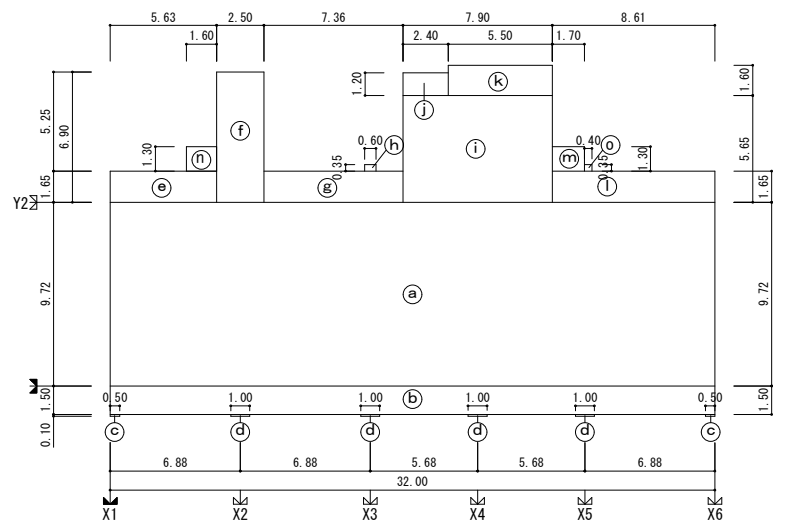 5.63 2.50 7.36 7.90 8.61
1.60 2.40 5.50 1.70
1.20 k 1.60
j
5.25 6.90 f i 5.65
1.30 n 0.60 h m 0.40 o 1.30
0.35 0.35
1.65 e g l 1.65
Y2
9.72 a 9.72
1.50 0.50 1.00 1.00 b 1.00 1.00 0.50 1.50
0.10 c d d d d c
6.88 6.88 5.68 5.68 6.88
32.00
X1 X2 X3 X4 X5 X6